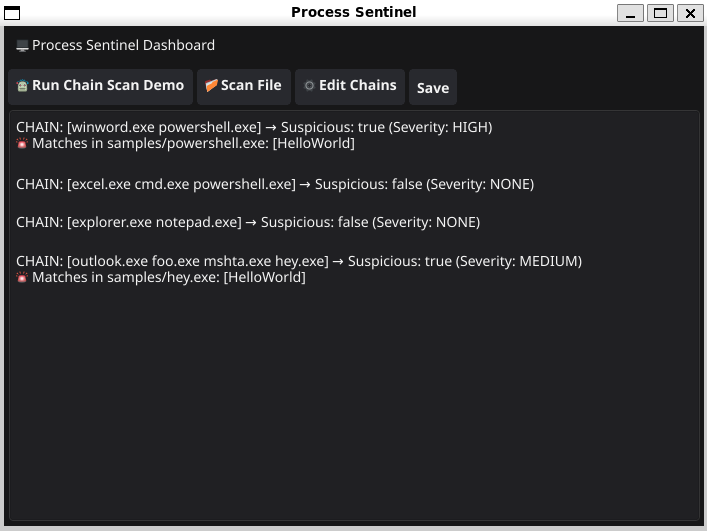 Process Sentinel
Process Sentinel Dashboard
Run Chain Scan Demo
Scan File
Edit Chains
Save
CHAIN: [winword.exe powershell.exe] → Suspicious: true (Severity: HIGH)
Matches in samples/powershell.exe: [HelloWorld]
CHAIN: [excel.exe cmd.exe powershell.exe] → Suspicious: false (Severity: NONE)
CHAIN: [explorer.exe notepad.exe] → Suspicious: false (Severity: NONE)
CHAIN: [outlook.exe foo.exe mshta.exe hey.exe] → Suspicious: true (Severity: MEDIUM)
Matches in samples/hey.exe: [HelloWorld]